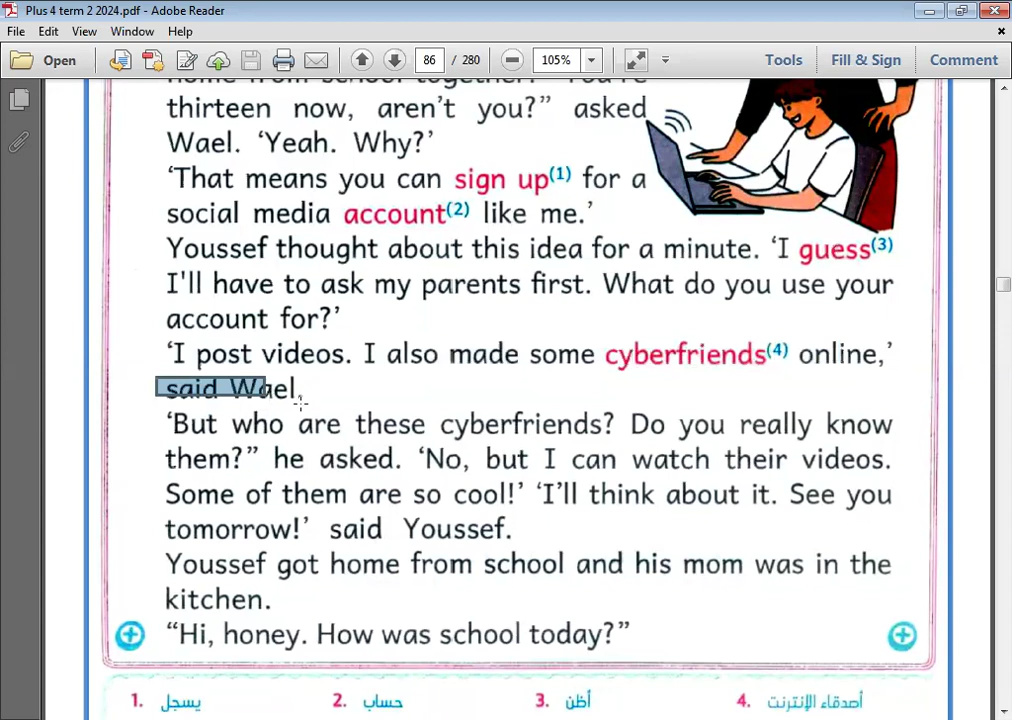 Plus 4 term 2 2024.pdf - Adobe Reader
File Edit View Window Help
Open 86 / 280 105% Tools Fill & Sign Comment
home from school together? You're
thirteen now, aren't you?” asked
Wael. ‘Yeah. Why?’
‘That means you can sign up(1) for a
social media account(2) like me.’
Youssef thought about this idea for a minute. ‘I guess(3)
I'll have to ask my parents first. What do you use your
account for?’
‘I post videos. I also made some cyberfriends(4) online,’
said Wael.
‘But who are these cyberfriends? Do you really know
them?” he asked. ‘No, but I can watch their videos.
Some of them are so cool!’ ‘I’ll think about it. See you
tomorrow!’ said Youssef.
Youssef got home from school and his mom was in the
kitchen.
“Hi, honey. How was school today?”
1. يسجل 2. حساب 3. أظن 4. أصدقاء الإنترنت